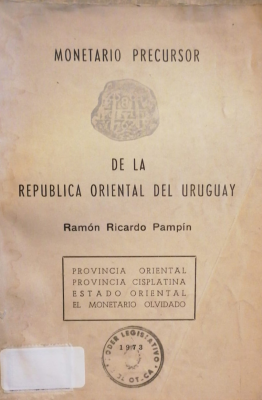 MONETARIO PRECURSOR
DE LA
REPUBLICA ORIENTAL DEL URUGUAY
Ramón Ricardo Pampín
PROVINCIA ORIENTAL
PROVINCIA CISPLATINA
ESTADO ORIENTAL
EL MONETARIO OLVIDADO
LEGISLATIVO
1973